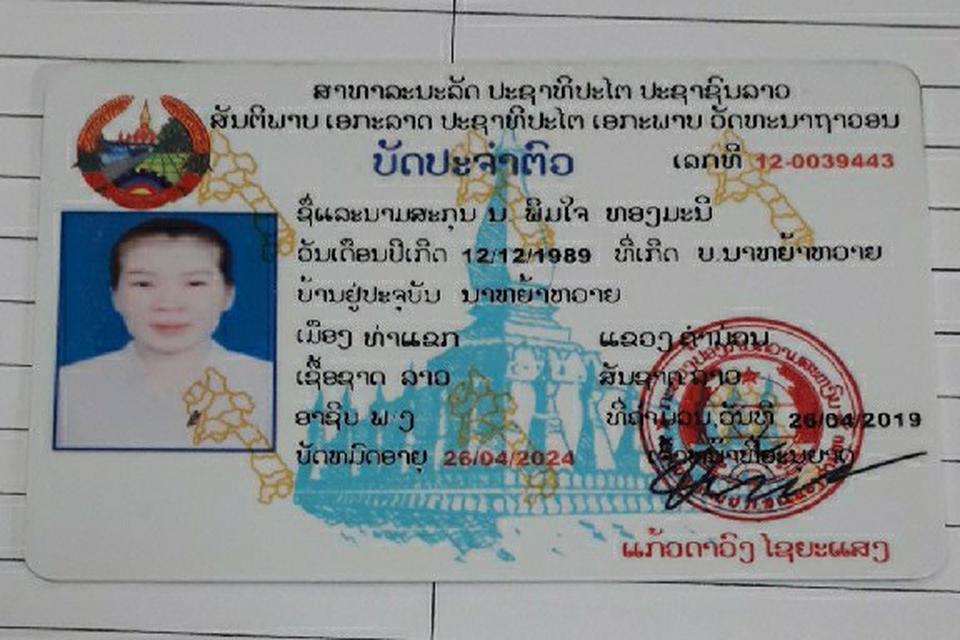 ສາທາລະນະລັດ ປະຊາທິປະໄຕ ປະຊາຊົນລາວ
ສັນຕິພາບ ເອກະລາດ ປະຊາທິປະໄຕ ເອກະພາບ ວັດທະນາຖາວອນ
ບັດປະຈຳຕົວ ເລກທີ 12-0039443
ຊື່ແລະນາມສະກຸນ ນ. ພິມໃຈ ທອງມະນີ
ວັນເດືອນປີເກີດ 12/12/1989 ທີ່ເກີດ ບ.ນາຫຍ້າຫວາຍ
ບ້ານຢູ່ປະຈຸບັນ ນາຫຍ້າຫວາຍ
ເມືອງ ທ່າແຂກ ແຂວງ ຄຳມ່ວນ
ເຊື້ອຊາດ ລາວ ສັນຊາດ ລາວ
ອາຊີບ ພ.ງ ທີ່ຄຳມ່ວນ,ວັນທີ 26/04/2019
ບັດໝົດອາຍຸ 26/04/2024
ແກ້ວດາວົງ ໄຊຍະແສງ